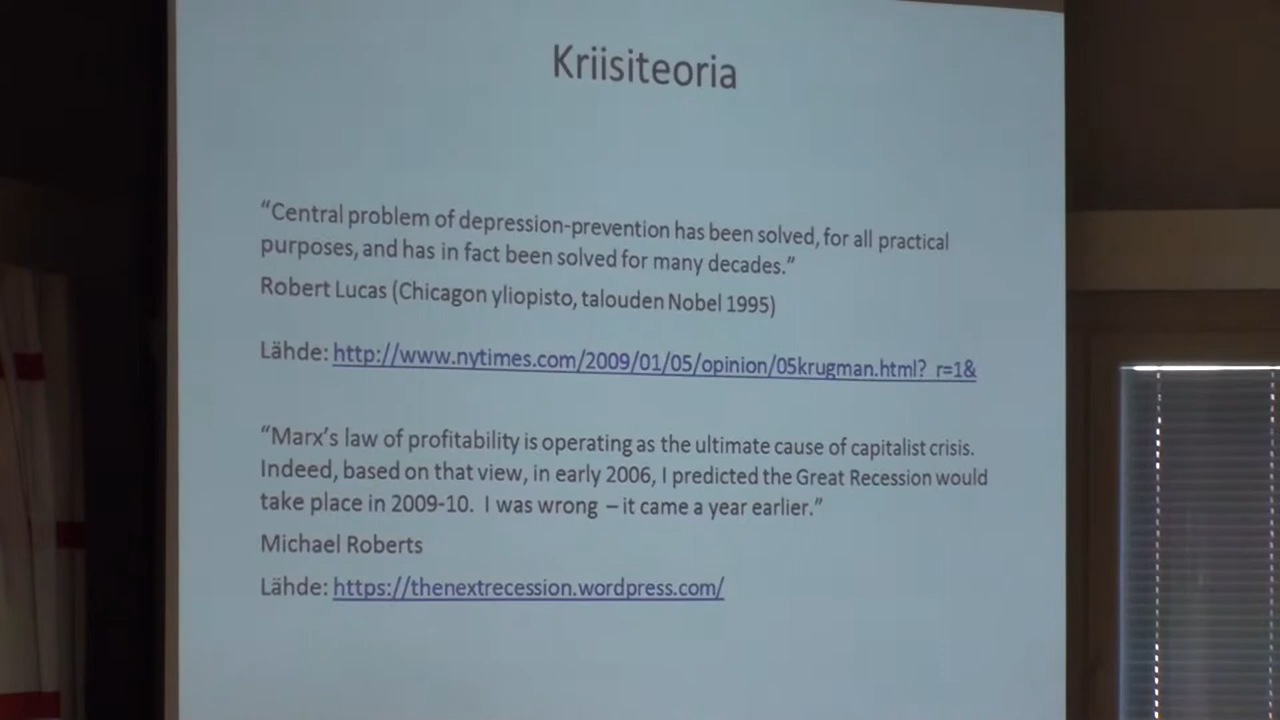 Kriisiteoria
“Central problem of depression-prevention has been solved, for all practical
purposes, and has in fact been solved for many decades.”
Robert Lucas (Chicagon yliopisto, talouden Nobel 1995)
Lähde: http://www.nytimes.com/2009/01/05/opinion/05krugman.html?_r=1&
“Marx’s law of profitability is operating as the ultimate cause of capitalist crisis.
Indeed, based on that view, in early 2006, I predicted the Great Recession would
take place in 2009-10.  I was wrong – it came a year earlier.”
Michael Roberts
Lähde: https://thenextrecession.wordpress.com/